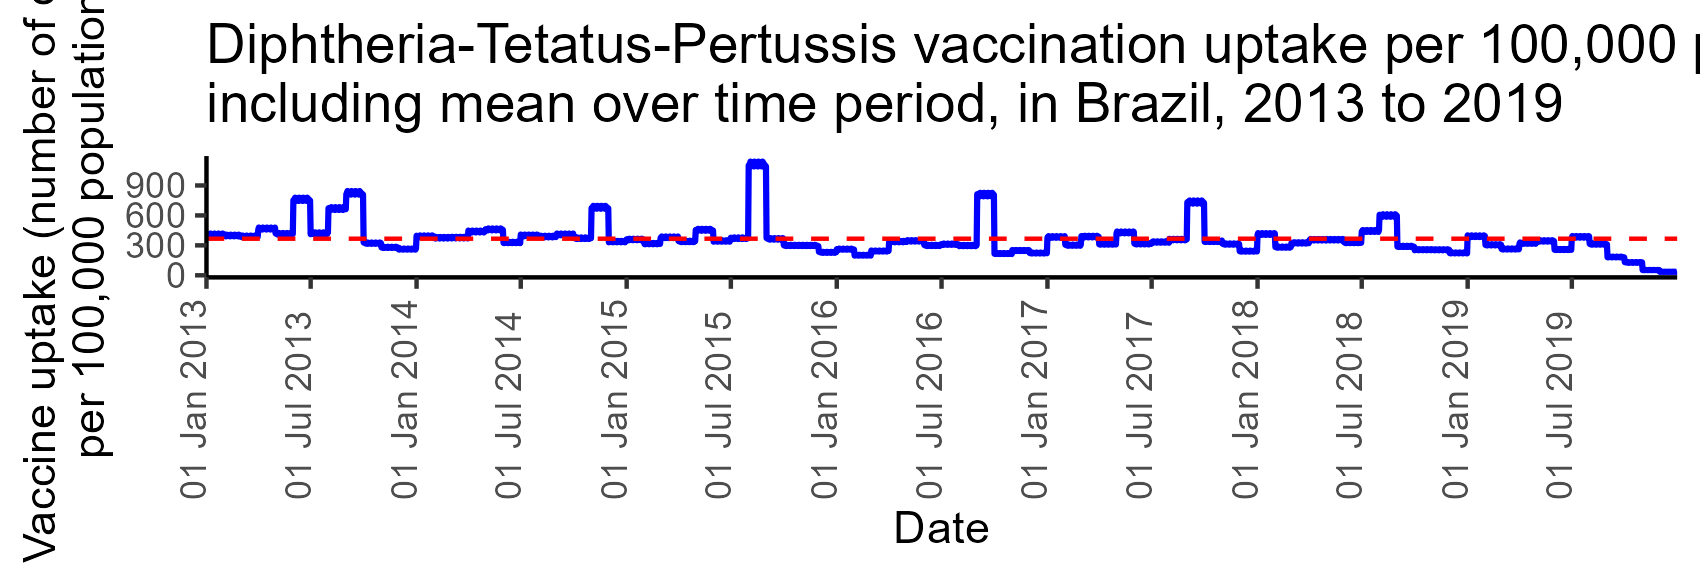 Diphtheria-Tetatus-Pertussis vaccination uptake per 100,000
including mean over time period, in Brazil, 2013 to 2019
Vaccine uptake (number of
per 100,000 population
900
600
300
0
01 Jan 2013
01 Jul 2013
01 Jan 2014
01 Jul 2014
01 Jan 2015
01 Jul 2015
01 Jan 2016
01 Jul 2016
01 Jan 2017
01 Jul 2017
01 Jan 2018
01 Jul 2018
01 Jan 2019
01 Jul 2019
Date